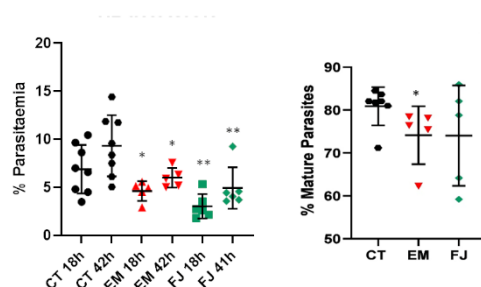 % Parasitaemia
20
15
10
5
0
* * ** **
CT 18h
CT 42h
EM 18h
EM 42h
FJ 18h
FJ 41h
% Mature Parasites
90
80
70
60
50
*
CT EM FJ